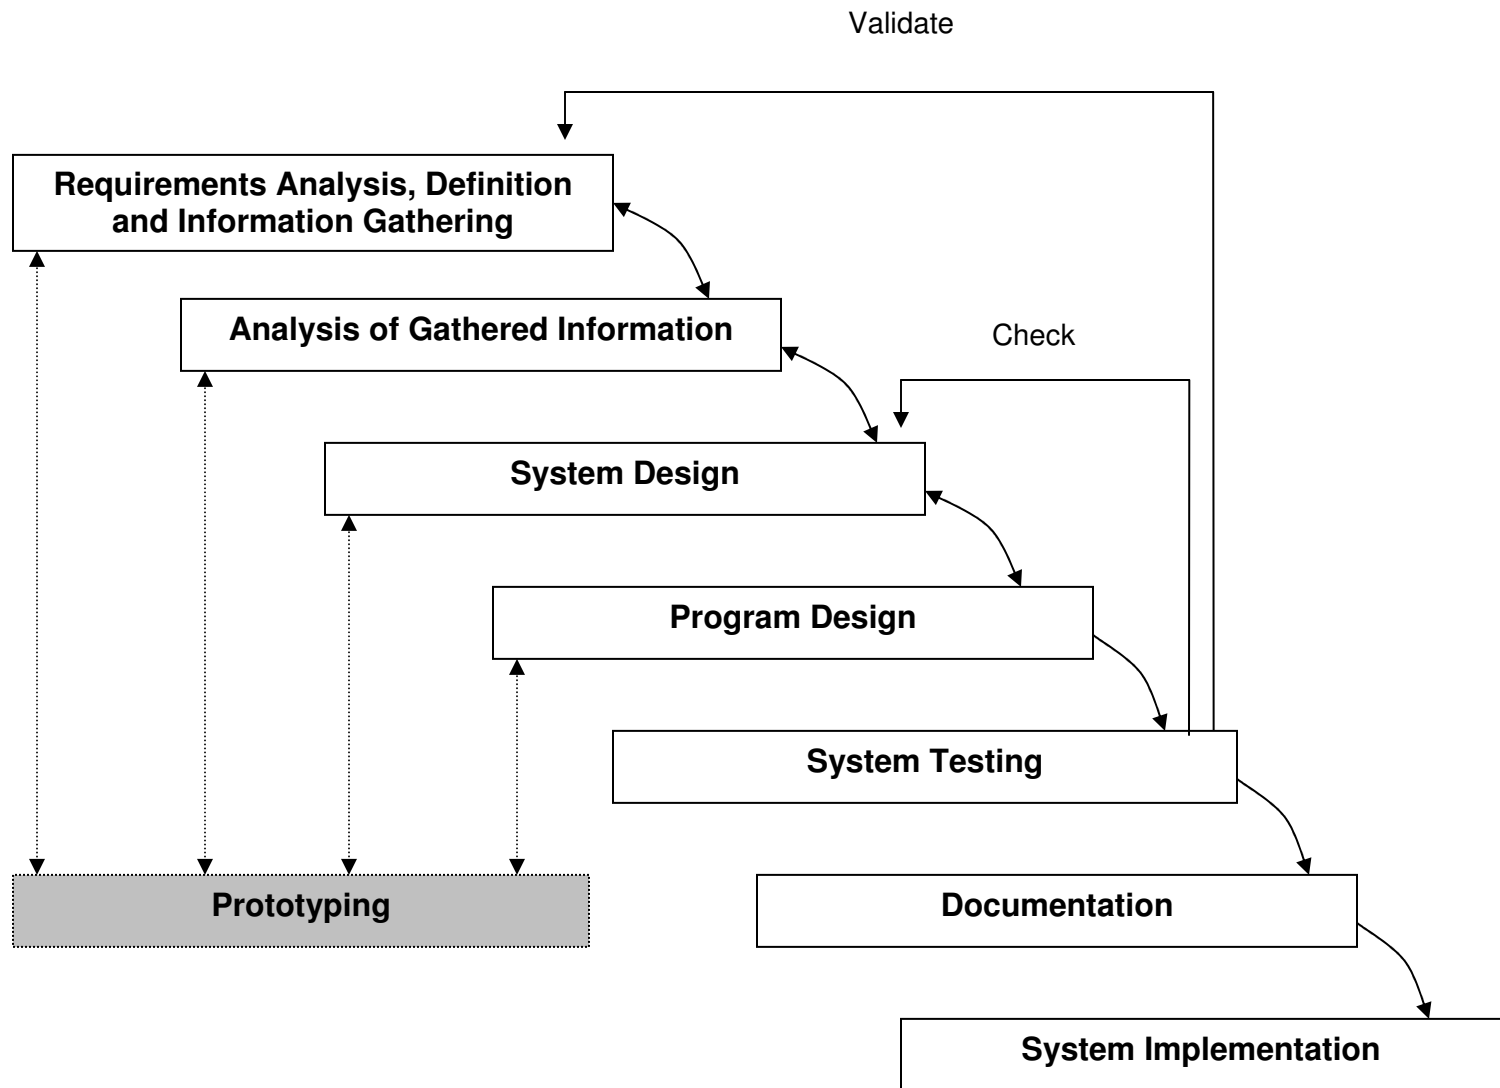 Validate
Requirements Analysis, Definition
and Information Gathering
Analysis of Gathered Information
Check
System Design
Program Design
System Testing
Prototyping
Documentation
System Implementation